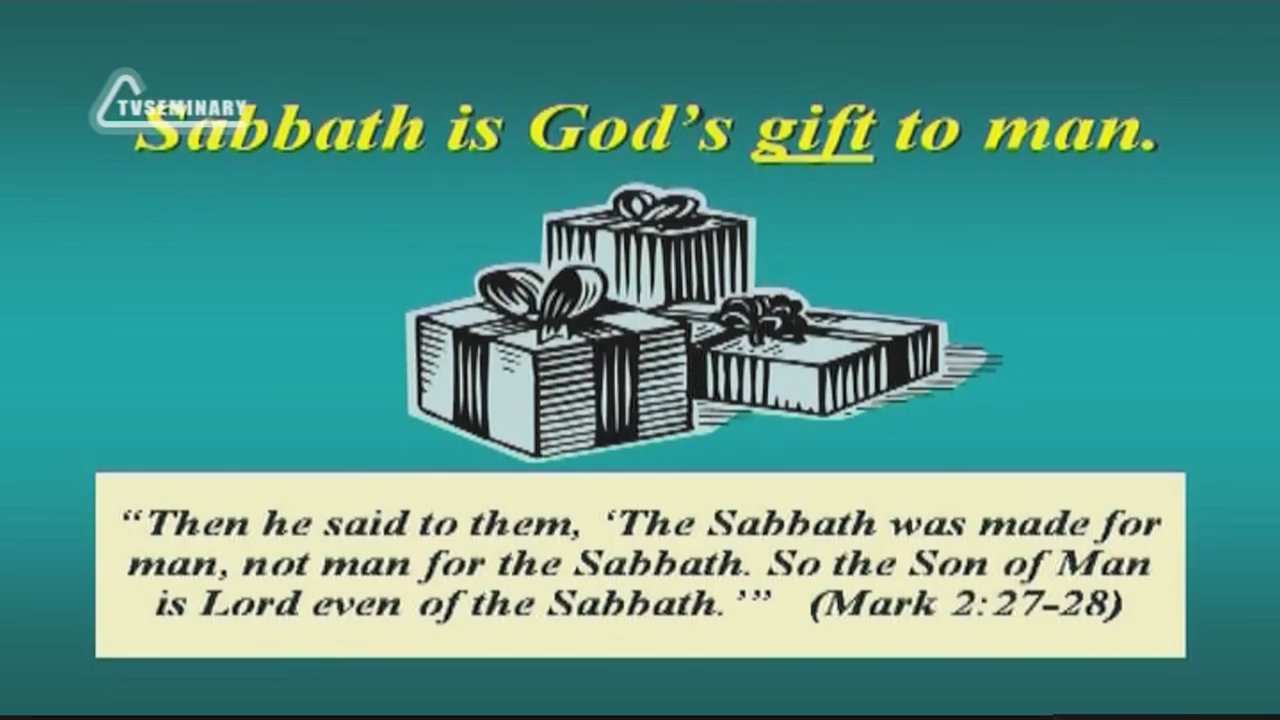 TVSEMINARY
Sabbath is God's gift to man.
“Then he said to them, ‘The Sabbath was made for
man, not man for the Sabbath. So the Son of Man
is Lord even of the Sabbath.’” (Mark 2:27-28)